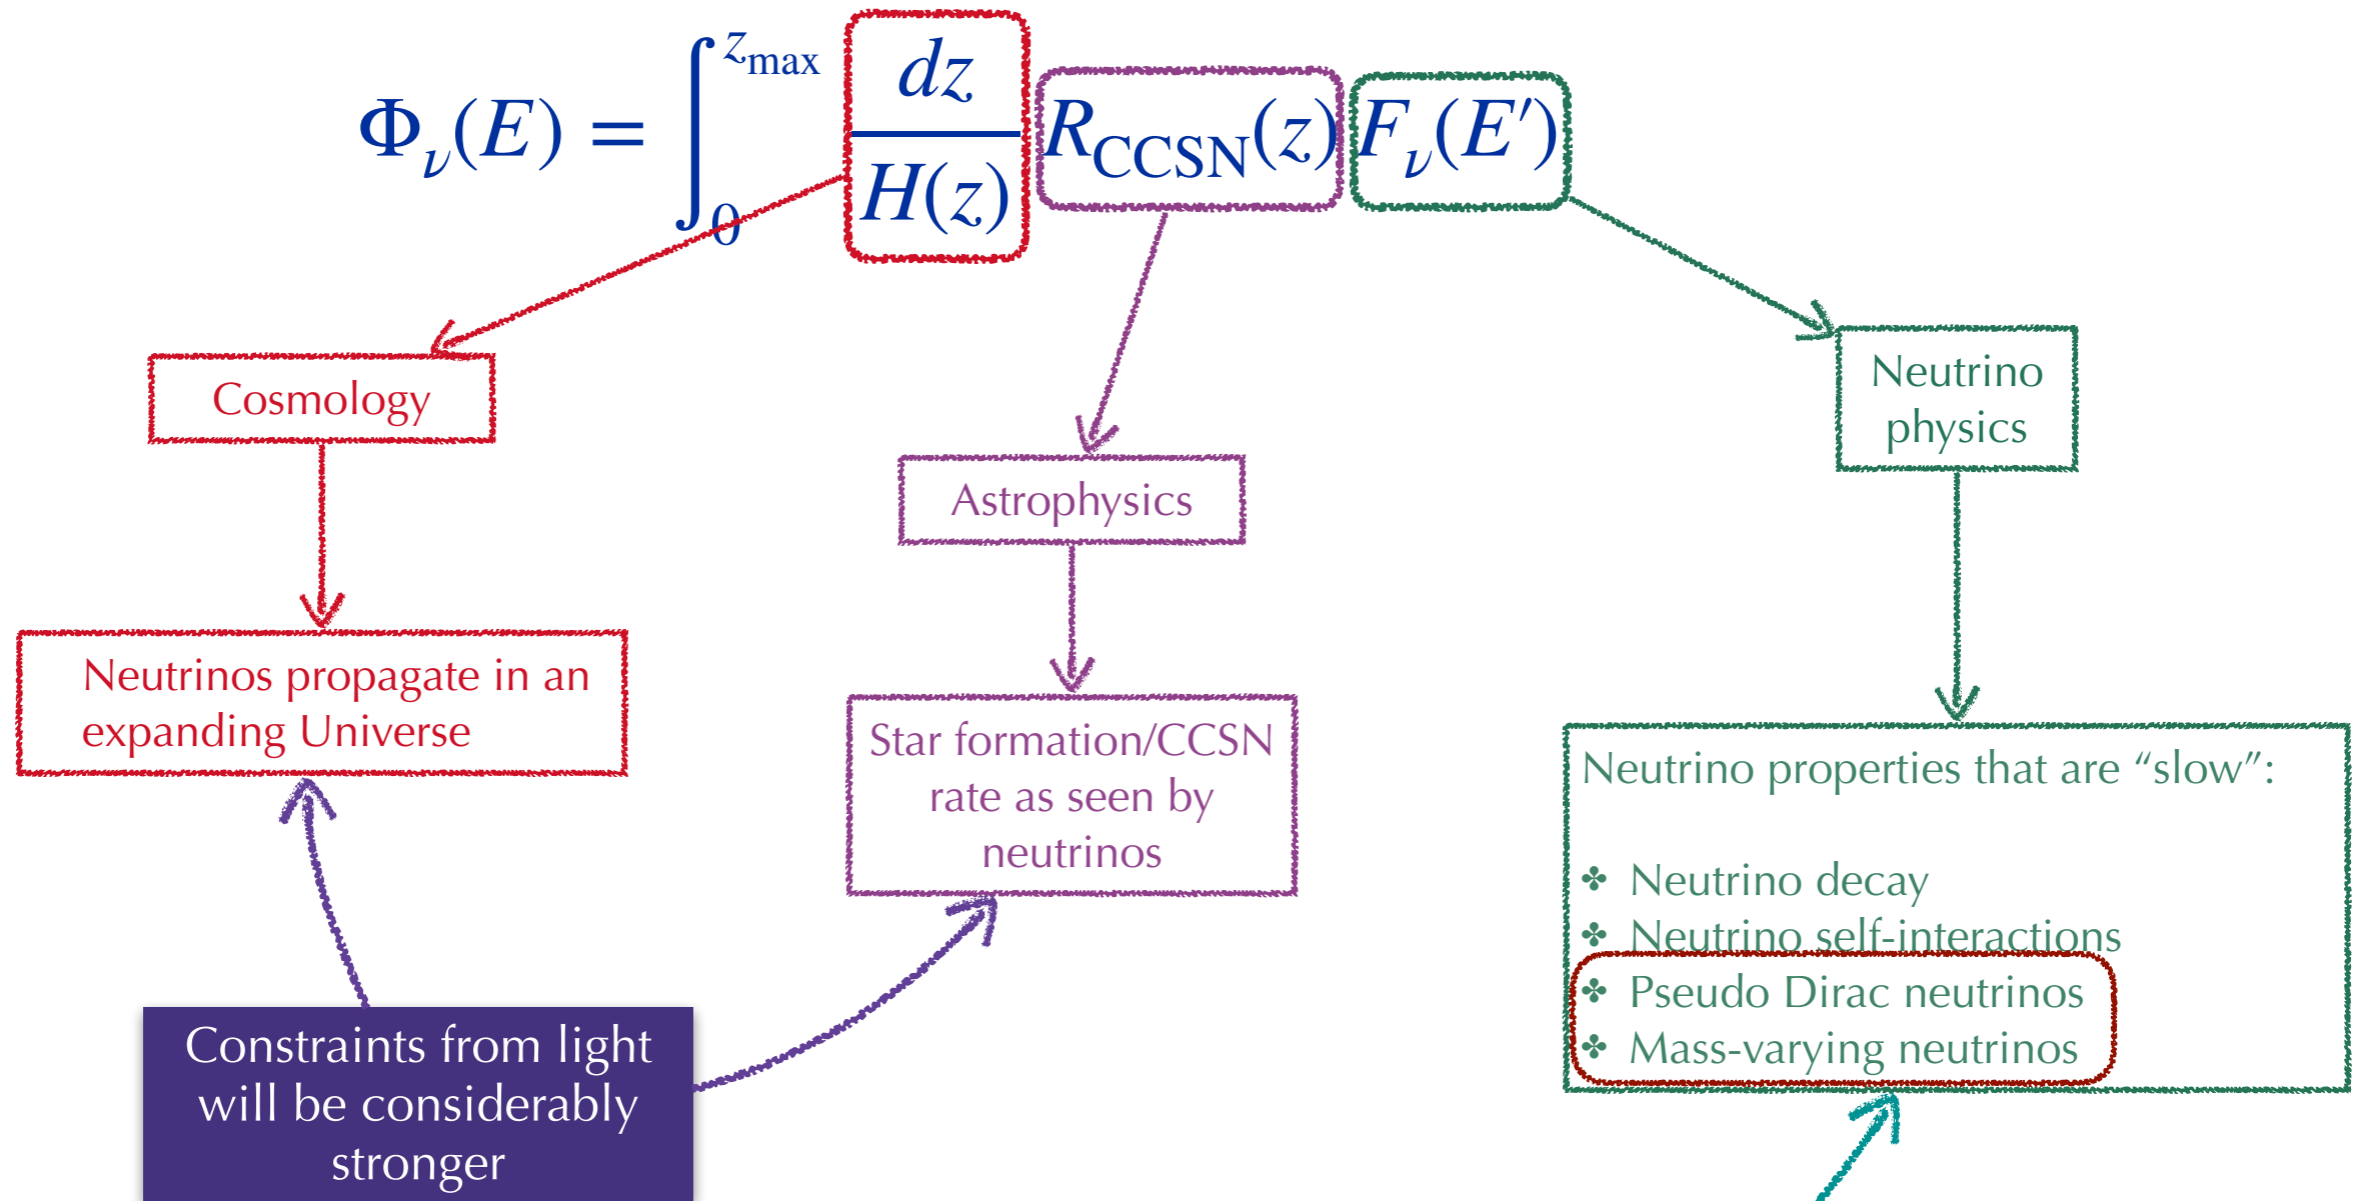 Φ_ν(E) = ∫_0^{z_max} dz/H(z) R_CCSN(z) F_ν(E′)
Cosmology
Neutrinos propagate in an
expanding Universe
Astrophysics
Star formation/CCSN
rate as seen by
neutrinos
Neutrino
physics
Neutrino properties that are “slow”:
✤ Neutrino decay
✤ Neutrino self-interactions
✤ Pseudo Dirac neutrinos
✤ Mass-varying neutrinos
Constraints from light
will be considerably
stronger